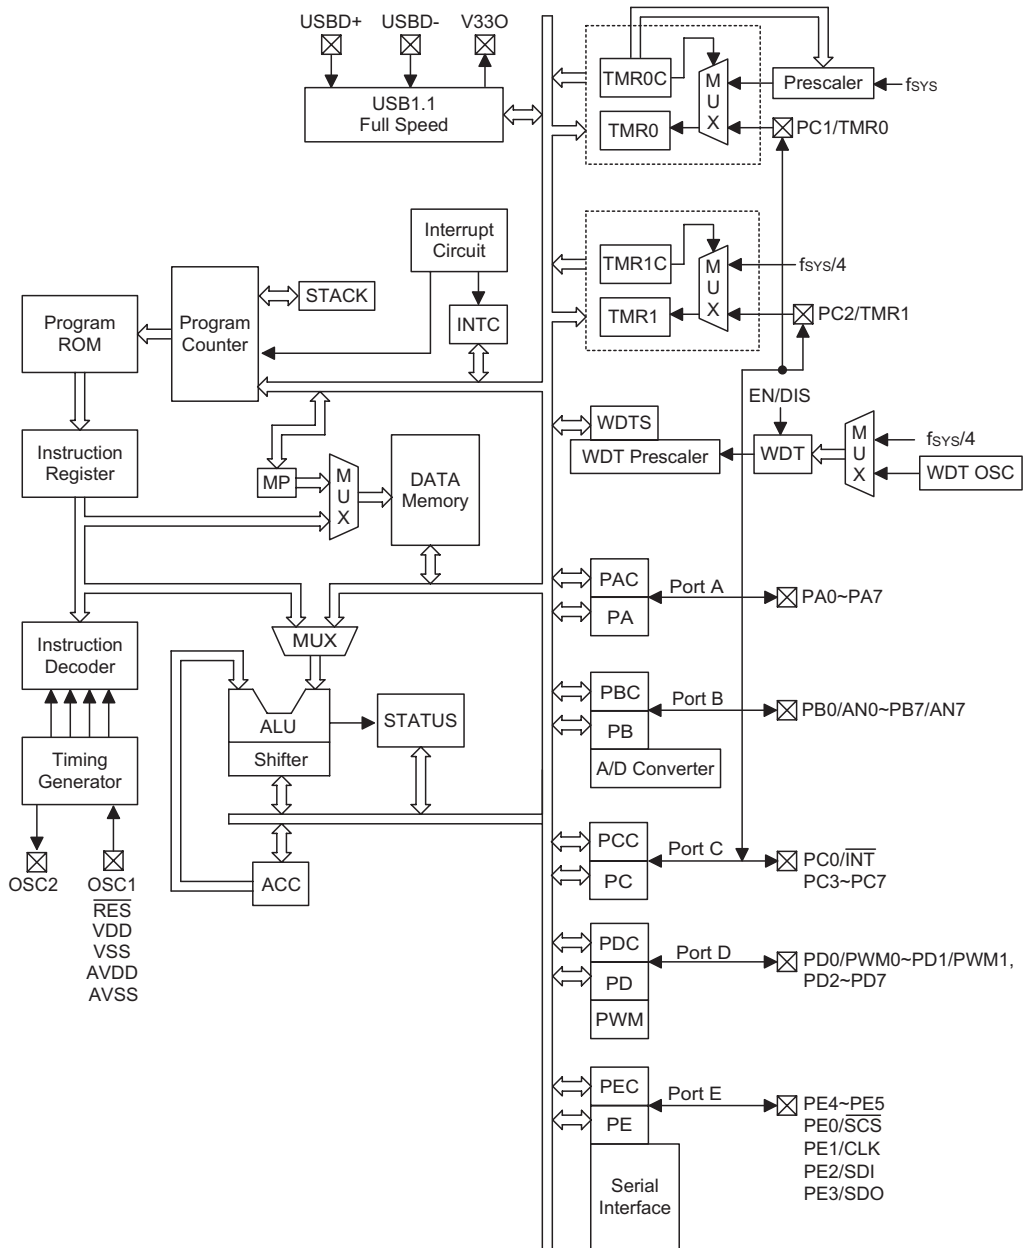 USBD+
USBD-
V33O
USB1.1
Full Speed
TMR0C
TMR0
MUX
Prescaler
fSYS
PC1/TMR0
Interrupt
Circuit
INTC
TMR1C
TMR1
MUX
fSYS/4
PC2/TMR1
Program
ROM
Program
Counter
STACK
EN/DIS
WDTS
WDT Prescaler
WDT
MUX
fSYS/4
WDT OSC
Instruction
Register
MP
MUX
DATA
Memory
PAC
PA
Port A
PA0~PA7
Instruction
Decoder
MUX
ALU
Shifter
STATUS
PBC
PB
A/D Converter
Port B
PB0/AN0~PB7/AN7
Timing
Generator
OSC2
OSC1
R̅E̅S̅
VDD
VSS
AVDD
AVSS
ACC
PCC
PC
Port C
PC0/I̅N̅T̅
PC3~PC7
PDC
PD
PWM
Port D
PD0/PWM0~PD1/PWM1,
PD2~PD7
PEC
PE
Serial
Interface
Port E
PE4~PE5
PE0/S̅C̅S̅
PE1/CLK
PE2/SDI
PE3/SDO